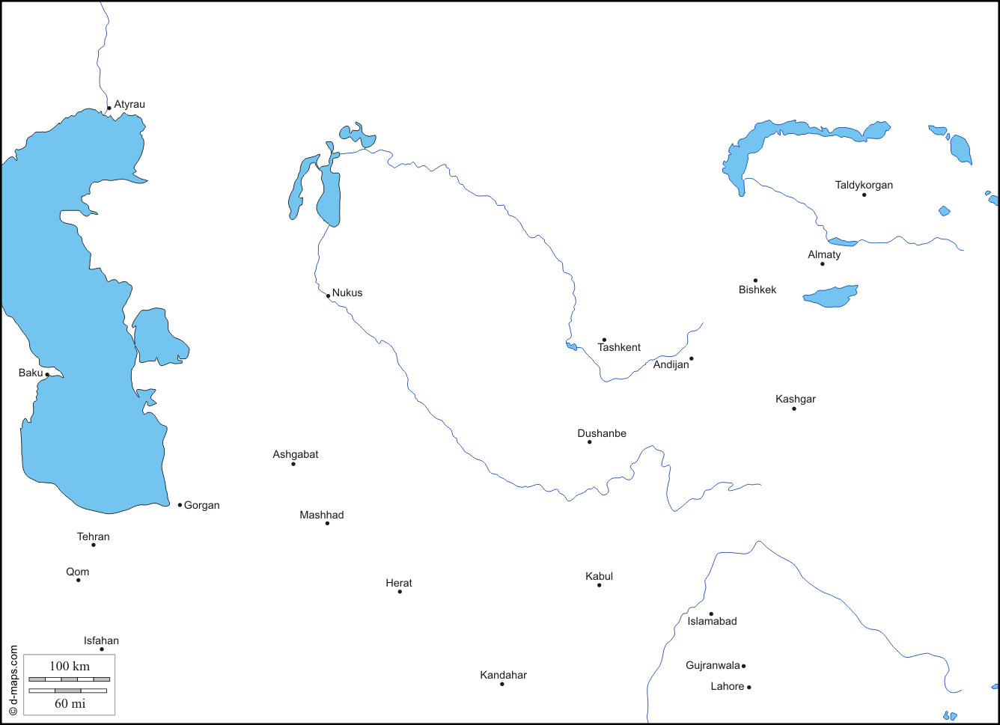 Atyrau
Taldykorgan
Almaty
Bishkek
Nukus
Tashkent
Andijan
Baku
Kashgar
Dushanbe
Ashgabat
Gorgan
Mashhad
Tehran
Qom
Herat
Kabul
Islamabad
Isfahan
Gujranwala
Kandahar
Lahore
100 km
60 mi
© d-maps.com